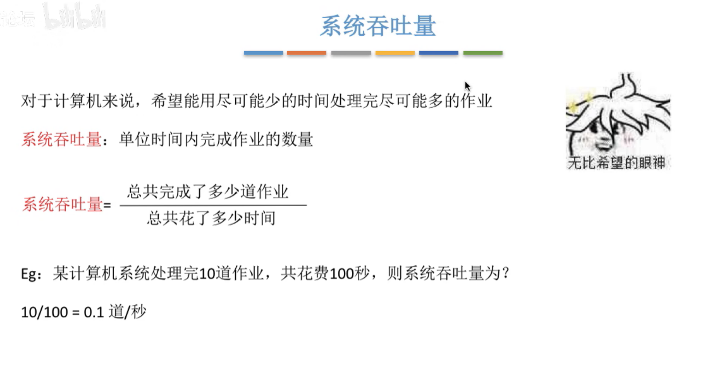 bilibili
系统吞吐量
对于计算机来说，希望能用尽可能少的时间处理完尽可能多的作业
系统吞吐量：单位时间内完成作业的数量
无比希望的眼神
系统吞吐量=
总共完成了多少道作业
总共花了多少时间
Eg：某计算机系统处理完10道作业，共花费100秒，则系统吞吐量为？
10/100 = 0.1 道/秒